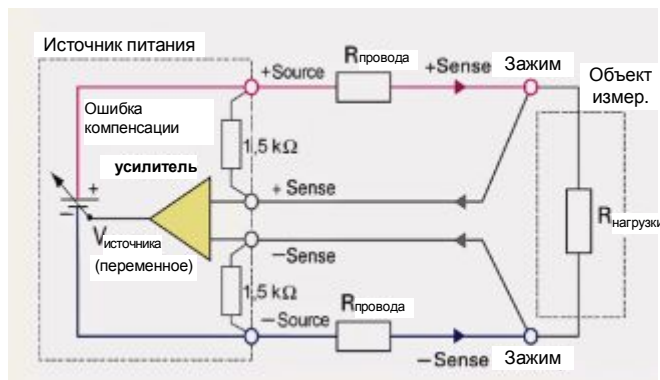 Источник питания
+Source
Rпровода
+Sense
Зажим
Объект
измер.
Ошибка
компенсации
1,5 kΩ
усилитель
+
+ Sense
−
Vисточника
(переменное)
−Sense
Rнагрузки
1,5 kΩ
Rпровода
−Source
−Sense
Зажим